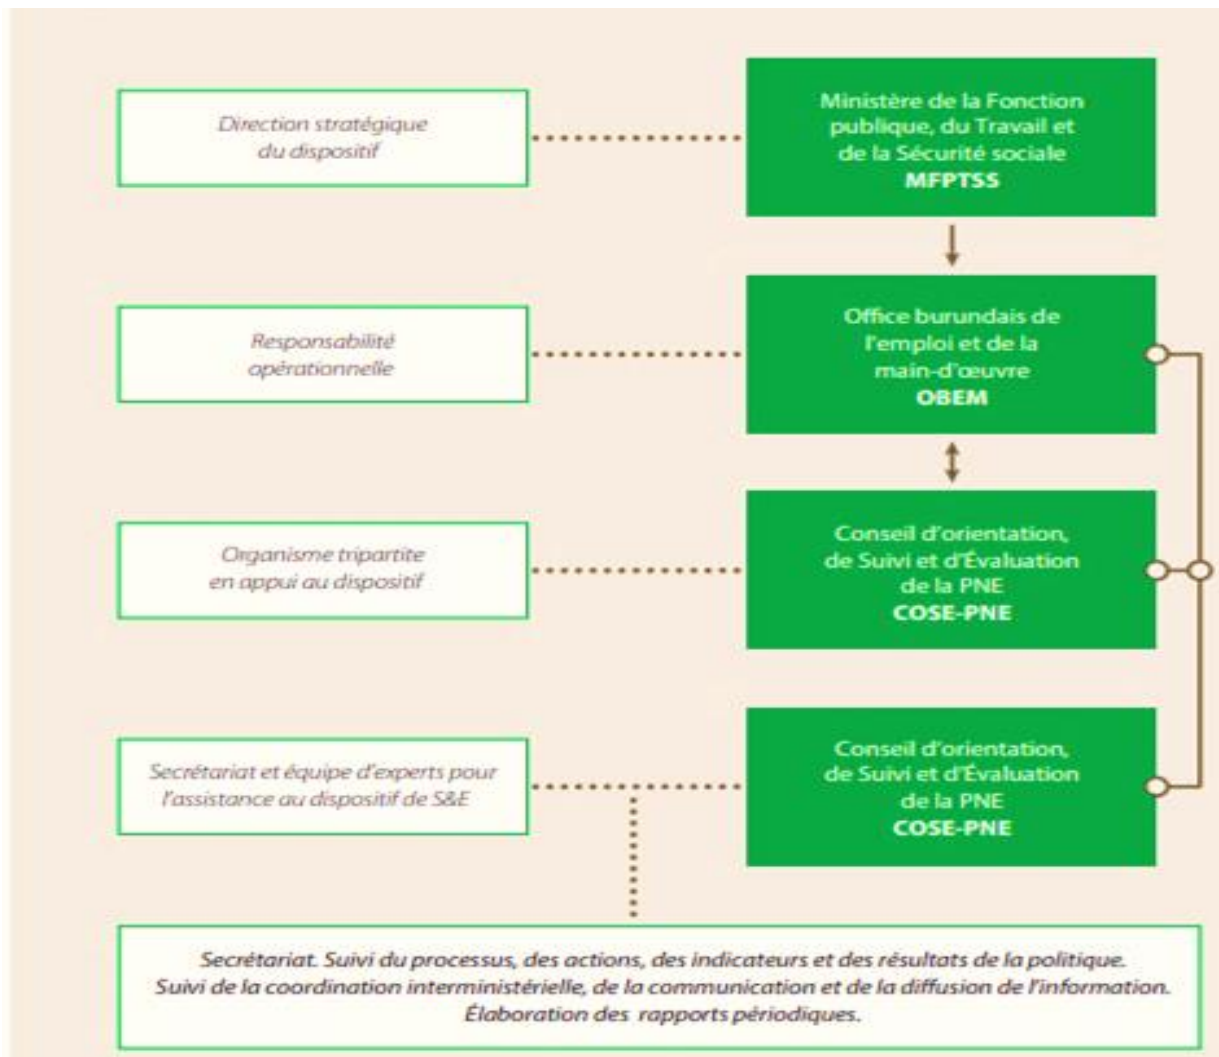 Direction stratégique
du dispositif
Ministère de la Fonction
publique, du Travail et
de la Sécurité sociale
MFPTSS
Responsabilité
opérationnelle
Office burundais de
l'emploi et de la
main-d'œuvre
OBEM
Organisme tripartite
en appui au dispositif
Conseil d'orientation,
de Suivi et d'Évaluation
de la PNE
COSE-PNE
Secrétariat et équipe d'experts pour
l'assistance au dispositif de S&E
Conseil d'orientation,
de Suivi et d'Évaluation
de la PNE
COSE-PNE
Secrétariat. Suivi du processus, des actions, des indicateurs et des résultats de la politique.
Suivi de la coordination interministérielle, de la communication et de la diffusion de l'information.
Élaboration des rapports périodiques.